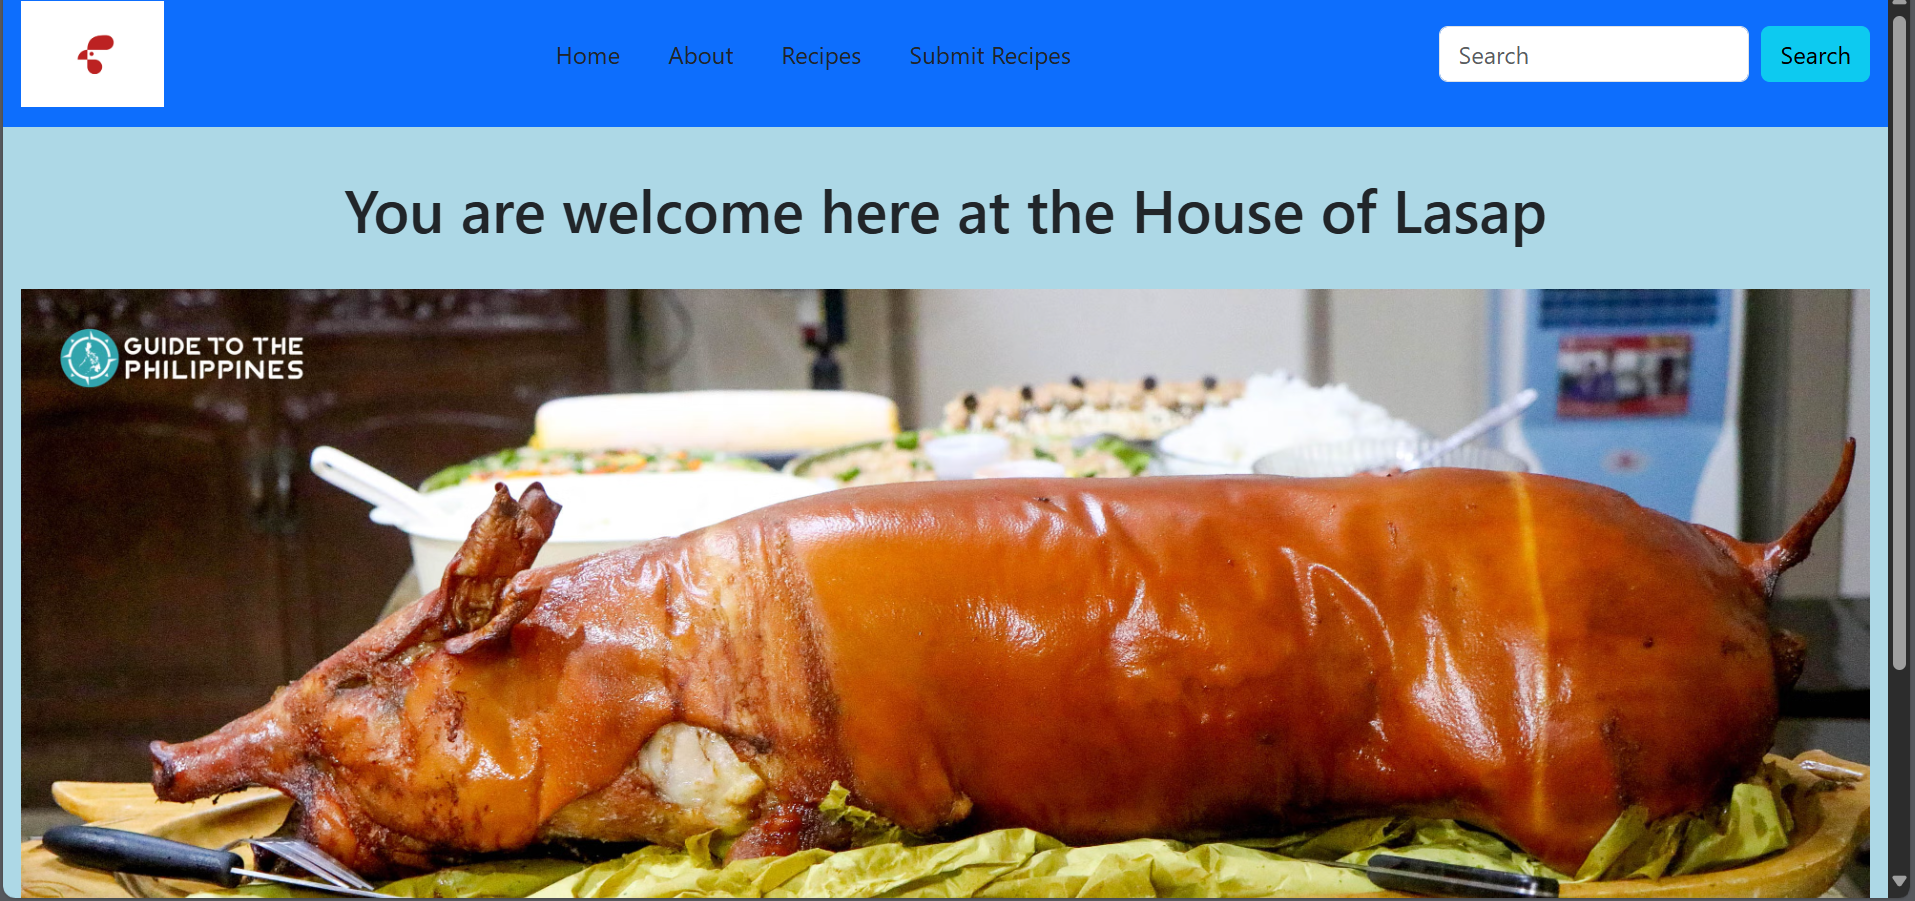 Home About Recipes Submit Recipes Search Search
You are welcome here at the House of Lasap
GUIDE TO THE
PHILIPPINES